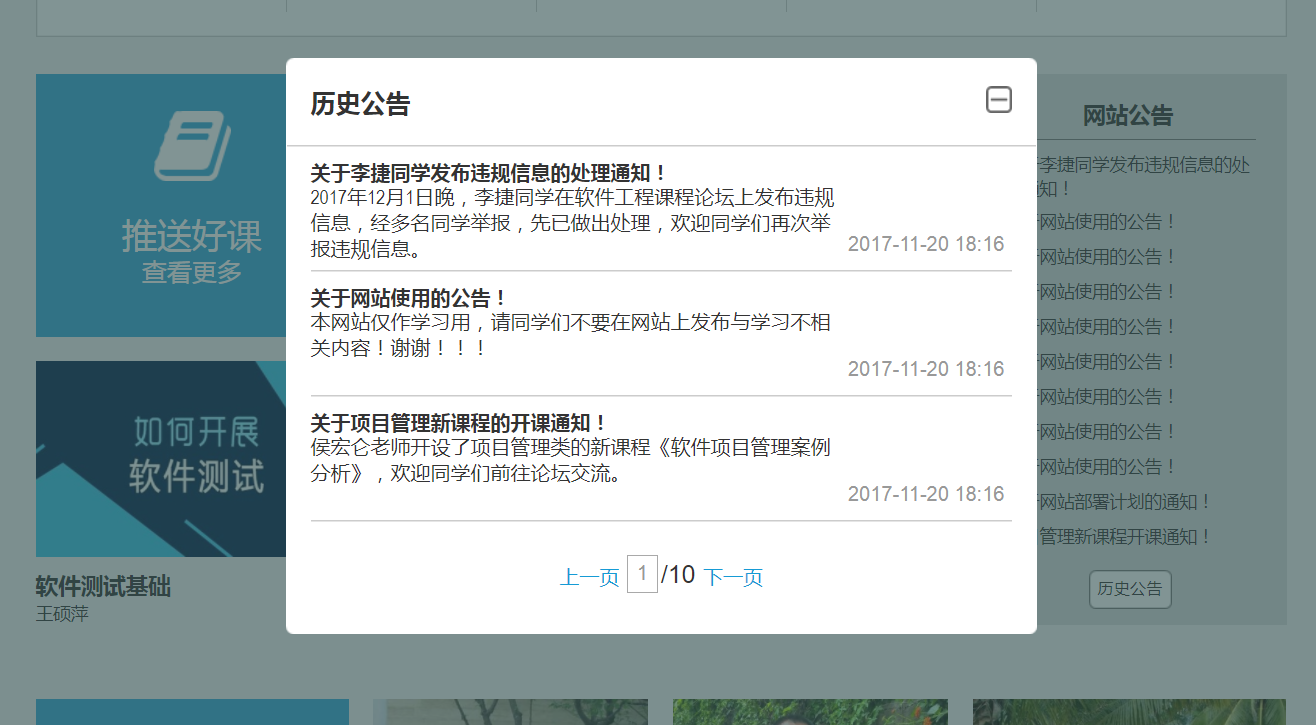 推送好课
查看更多
如何开展
软件测试
软件测试基础
王硕萍
历史公告
关于李捷同学发布违规信息的处理通知！
2017年12月1日晚，李捷同学在软件工程课程论坛上发布违规
信息，经多名同学举报，先已做出处理，欢迎同学们再次举
报违规信息。
2017-11-20 18:16
关于网站使用的公告！
本网站仅作学习用，请同学们不要在网站上发布与学习不相
关内容！谢谢！！！
2017-11-20 18:16
关于项目管理新课程的开课通知！
侯宏仑老师开设了项目管理类的新课程《软件项目管理案例
分析》，欢迎同学们前往论坛交流。
2017-11-20 18:16
上一页 1 /10 下一页
网站公告
李捷同学发布违规信息的处
知！
网站使用的公告！
网站使用的公告！
网站使用的公告！
网站使用的公告！
网站使用的公告！
网站使用的公告！
网站使用的公告！
网站使用的公告！
网站部署计划的通知！
管理新课程开课通知！
历史公告